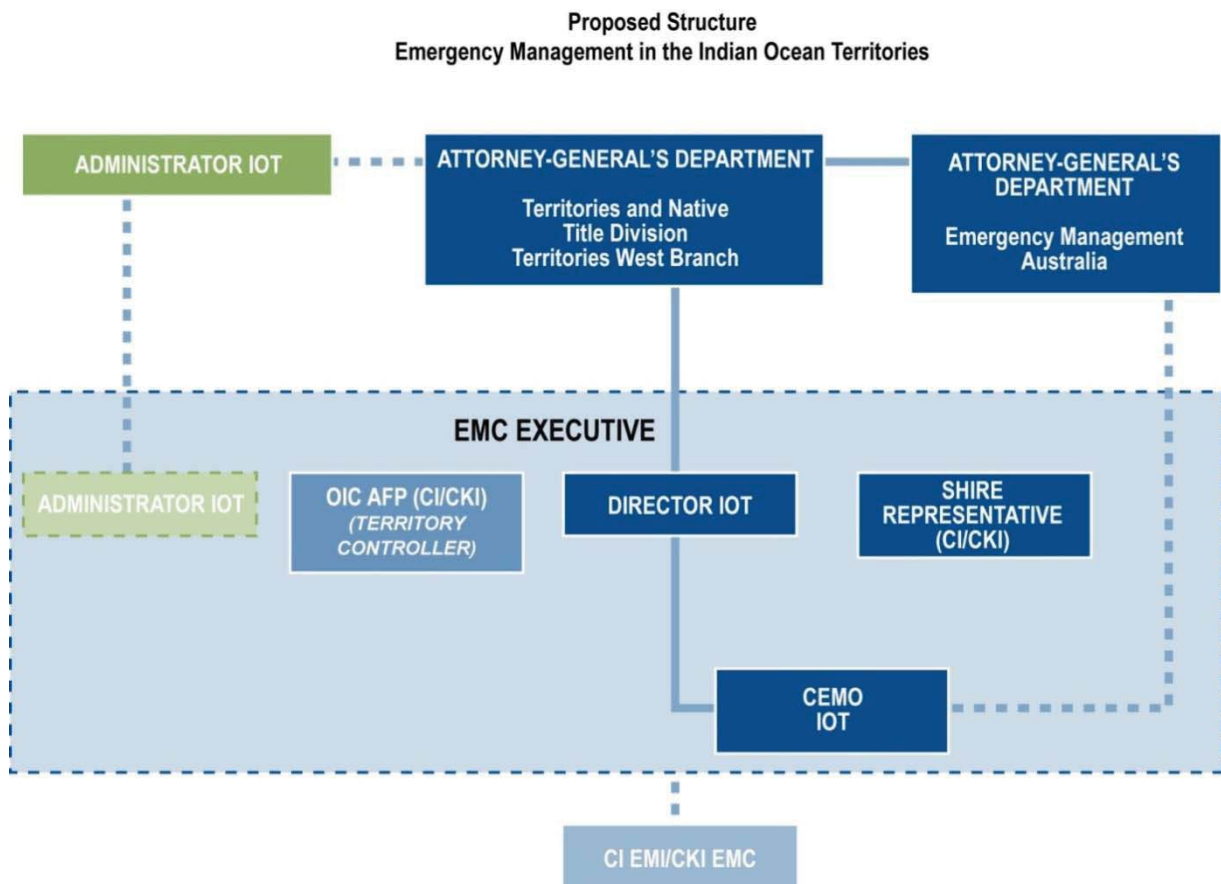 Proposed Structure
Emergency Management in the Indian Ocean Territories
ADMINISTRATOR IOT
ATTORNEY-GENERAL'S DEPARTMENT
Territories and Native
Title Division
Territories West Branch
ATTORNEY-GENERAL'S
DEPARTMENT
Emergency Management
Australia
EMC EXECUTIVE
ADMINISTRATOR IOT
OIC AFP (CI/CKI)
(TERRITORY
CONTROLLER)
DIRECTOR IOT
SHIRE
REPRESENTATIVE
(CI/CKI)
CEMO
IOT
CI EMI/CKI EMC